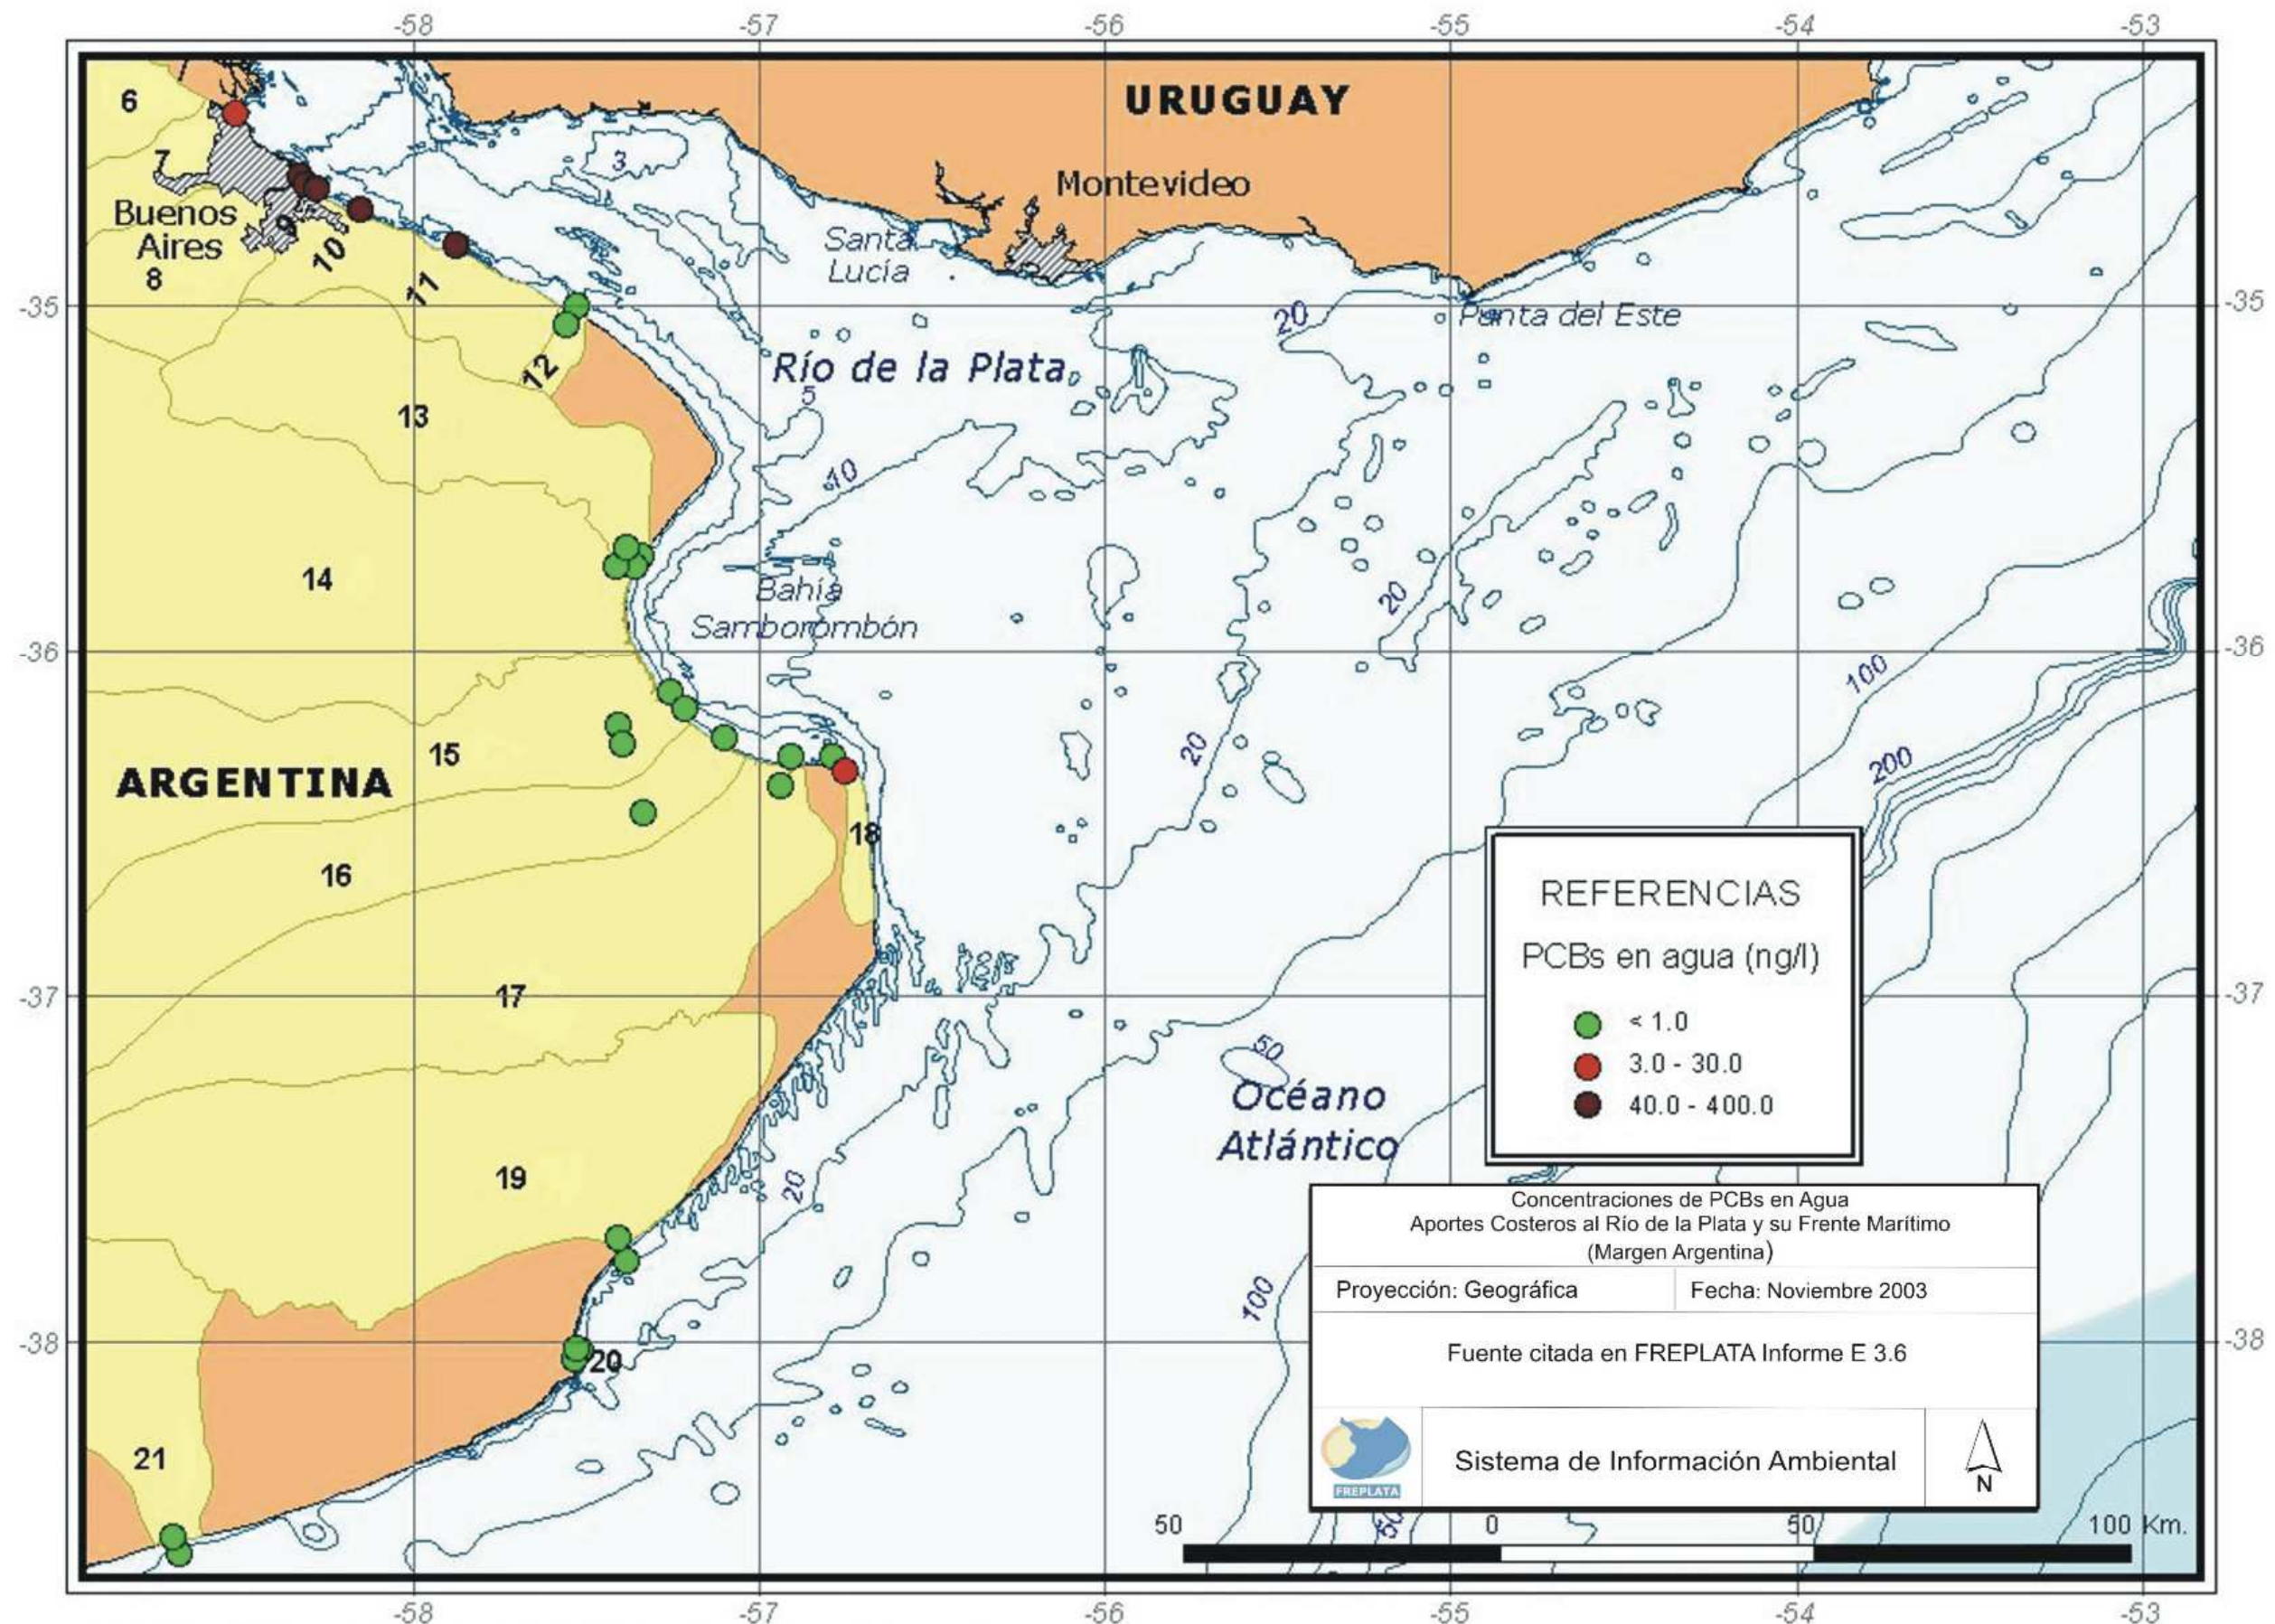 -58 -57 -56 -55 -54 -53
6
URUGUAY
7
3
Montevideo
Buenos
Aires
9
10
Santa
Lucía
8
11
-35 -35
20
Punta del Este
12
Río de la Plata
5
13
10
14
Bahía
Samborombón
20
-36 -36
100
15
20
200
ARGENTINA
18
16
REFERENCIAS
PCBs en agua (ng/l)
-37 -37
17
< 1.0
3.0 - 30.0
40.0 - 400.0
50
Océano
Atlántico
19
20
Concentraciones de PCBs en Agua
Aportes Costeros al Río de la Plata y su Frente Marítimo
(Margen Argentina)
Proyección: Geográfica Fecha: Noviembre 2003
100
-38 -38
20
Fuente citada en FREPLATA Informe E 3.6
21
Sistema de Información Ambiental
FREPLATA
N
50 0 50 100 Km.
50
-58 -57 -56 -55 -54 -53